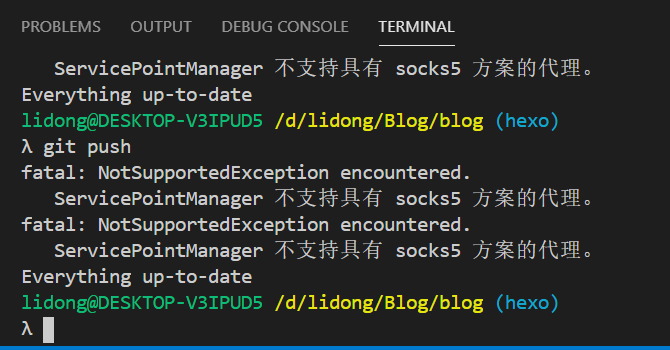 PROBLEMS OUTPUT DEBUG CONSOLE TERMINAL
ServicePointManager 不支持具有 socks5 方案的代理。
Everything up-to-date
lidong@DESKTOP-V3IPUD5 /d/lidong/Blog/blog (hexo)
λ git push
fatal: NotSupportedException encountered.
ServicePointManager 不支持具有 socks5 方案的代理。
fatal: NotSupportedException encountered.
ServicePointManager 不支持具有 socks5 方案的代理。
Everything up-to-date
lidong@DESKTOP-V3IPUD5 /d/lidong/Blog/blog (hexo)
λ